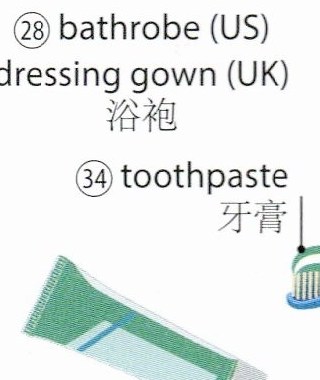 ㉘ bathrobe (US)
dressing gown (UK)
浴袍
㉞ toothpaste
牙膏